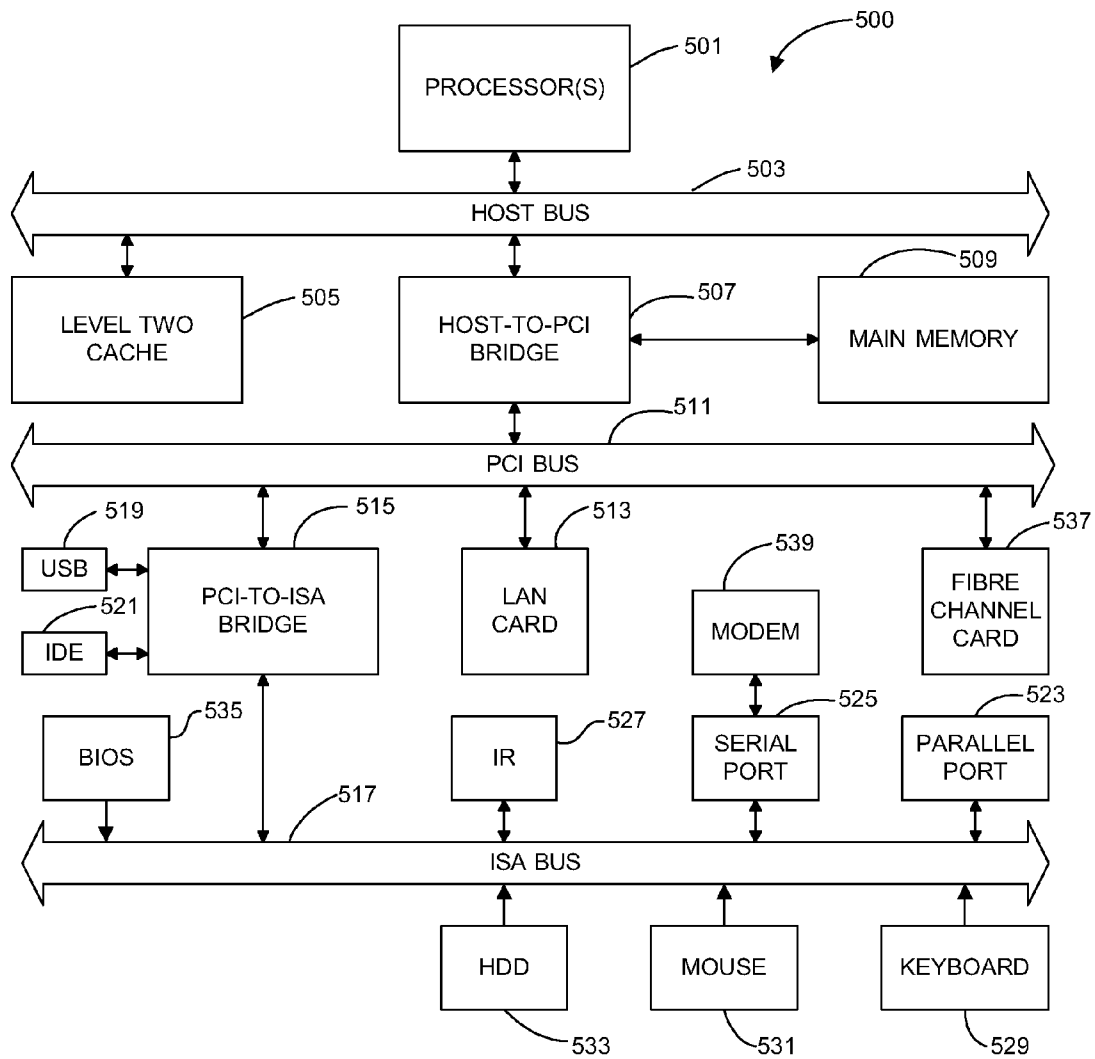 500
501
PROCESSOR(S)
503
HOST BUS
505
LEVEL TWO
CACHE
507
HOST-TO-PCI
BRIDGE
509
MAIN MEMORY
511
PCI BUS
519
USB
521
IDE
515
PCI-TO-ISA
BRIDGE
513
LAN
CARD
539
MODEM
537
FIBRE
CHANNEL
CARD
535
BIOS
527
IR
525
SERIAL
PORT
523
PARALLEL
PORT
517
ISA BUS
HDD
533
MOUSE
531
KEYBOARD
529